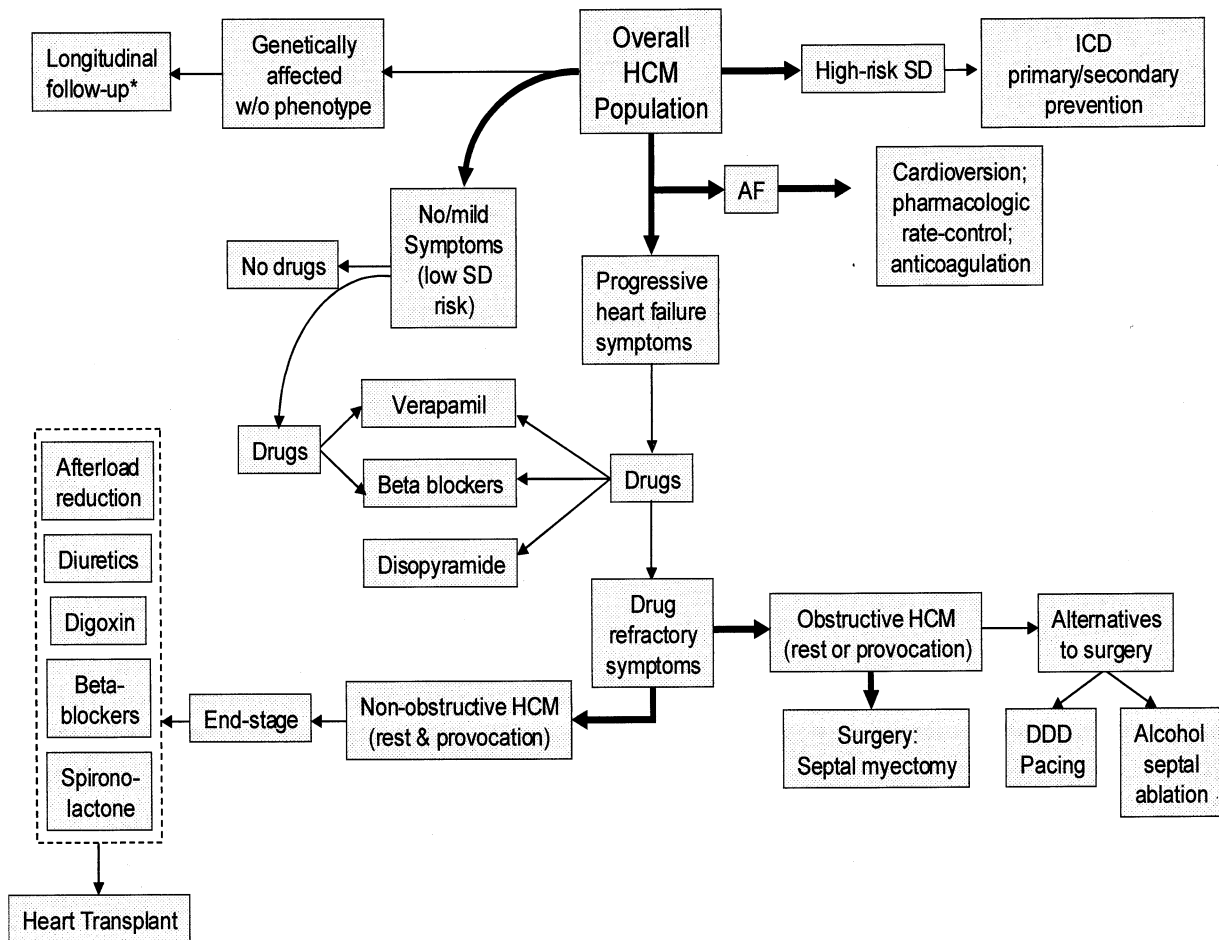 Longitudinal
follow-up*
Genetically
affected
w/o phenotype
Overall
HCM
Population
High-risk SD
ICD
primary/secondary
prevention
AF
Cardioversion;
pharmacologic
rate-control;
anticoagulation
No/mild
Symptoms
(low SD
risk)
No drugs
Progressive
heart failure
symptoms
Verapamil
Drugs
Beta blockers
Drugs
Disopyramide
Afterload
reduction
Diuretics
Digoxin
Beta-
blockers
Spirono-
lactone
Drug
refractory
symptoms
Obstructive HCM
(rest or provocation)
Alternatives
to surgery
End-stage
Non-obstructive HCM
(rest & provocation)
Surgery:
Septal myectomy
DDD
Pacing
Alcohol
septal
ablation
Heart Transplant